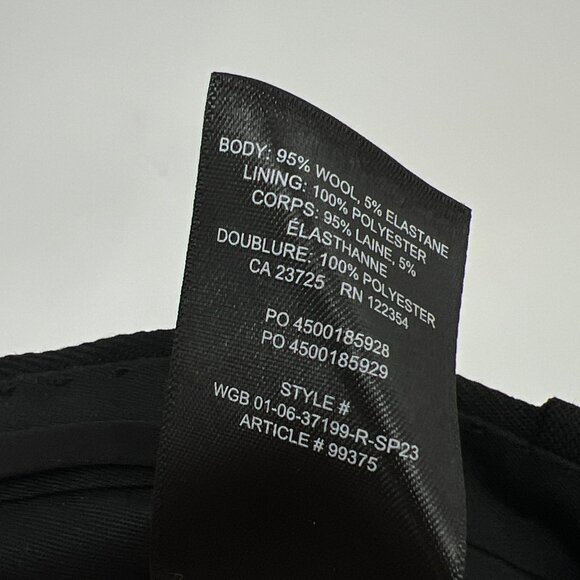 BODY: 95% WOOL, 5% ELASTANE
LINING: 100% POLYESTER
CORPS: 95% LAINE, 5%
ÉLASTHANNE
DOUBLURE: 100% POLYESTER
CA 23725 RN 122354
PO 4500185928
PO 4500185929
STYLE #
WGB 01-06-37199-R-SP23
ARTICLE # 99375